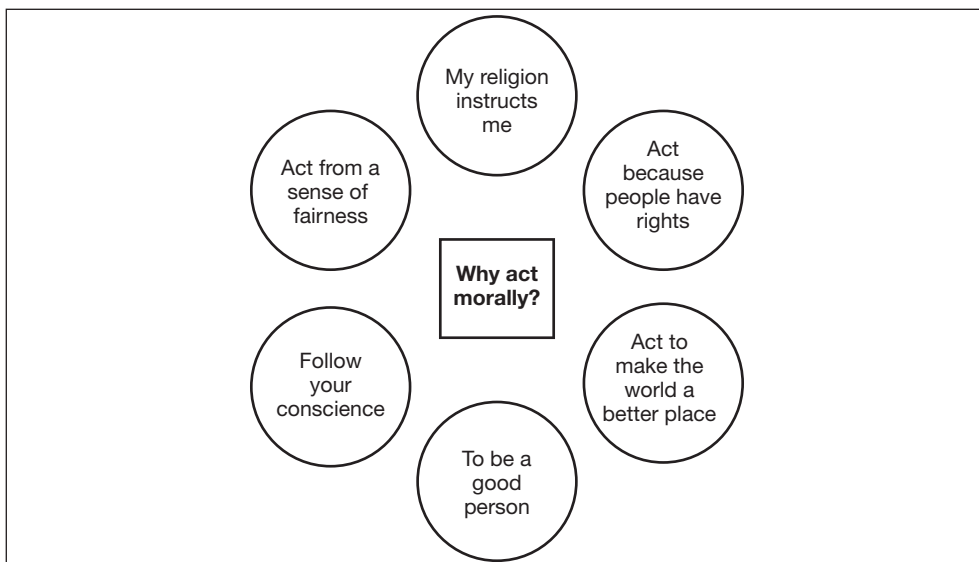 My religion
instructs
me
Act
because
people have
rights
Act to
make the
world a
better place
To be a
good
person
Follow
your
conscience
Act from a
sense of
fairness
Why act
morally?